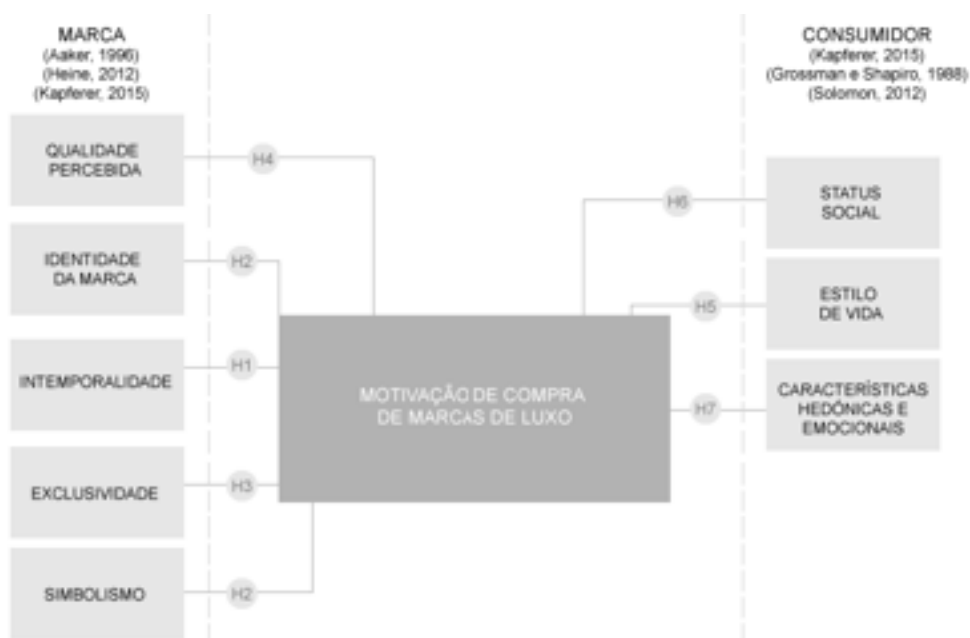 MARCA
(Aaker, 1996)
(Heine, 2012)
(Kapferer, 2015)
QUALIDADE
PERCEBIDA
H4
IDENTIDADE
DA MARCA
H2
INTEMPORALIDADE
H1
EXCLUSIVIDADE
H3
SIMBOLISMO
H2
MOTIVAÇÃO DE COMPRA
DE MARCAS DE LUXO
CONSUMIDOR
(Kapferer, 2015)
(Grossman e Shapiro, 1988)
(Solomon, 2012)
H6
STATUS
SOCIAL
H5
ESTILO
DE VIDA
H7
CARACTERÍSTICAS
HEDÓNICAS E
EMOCIONAIS